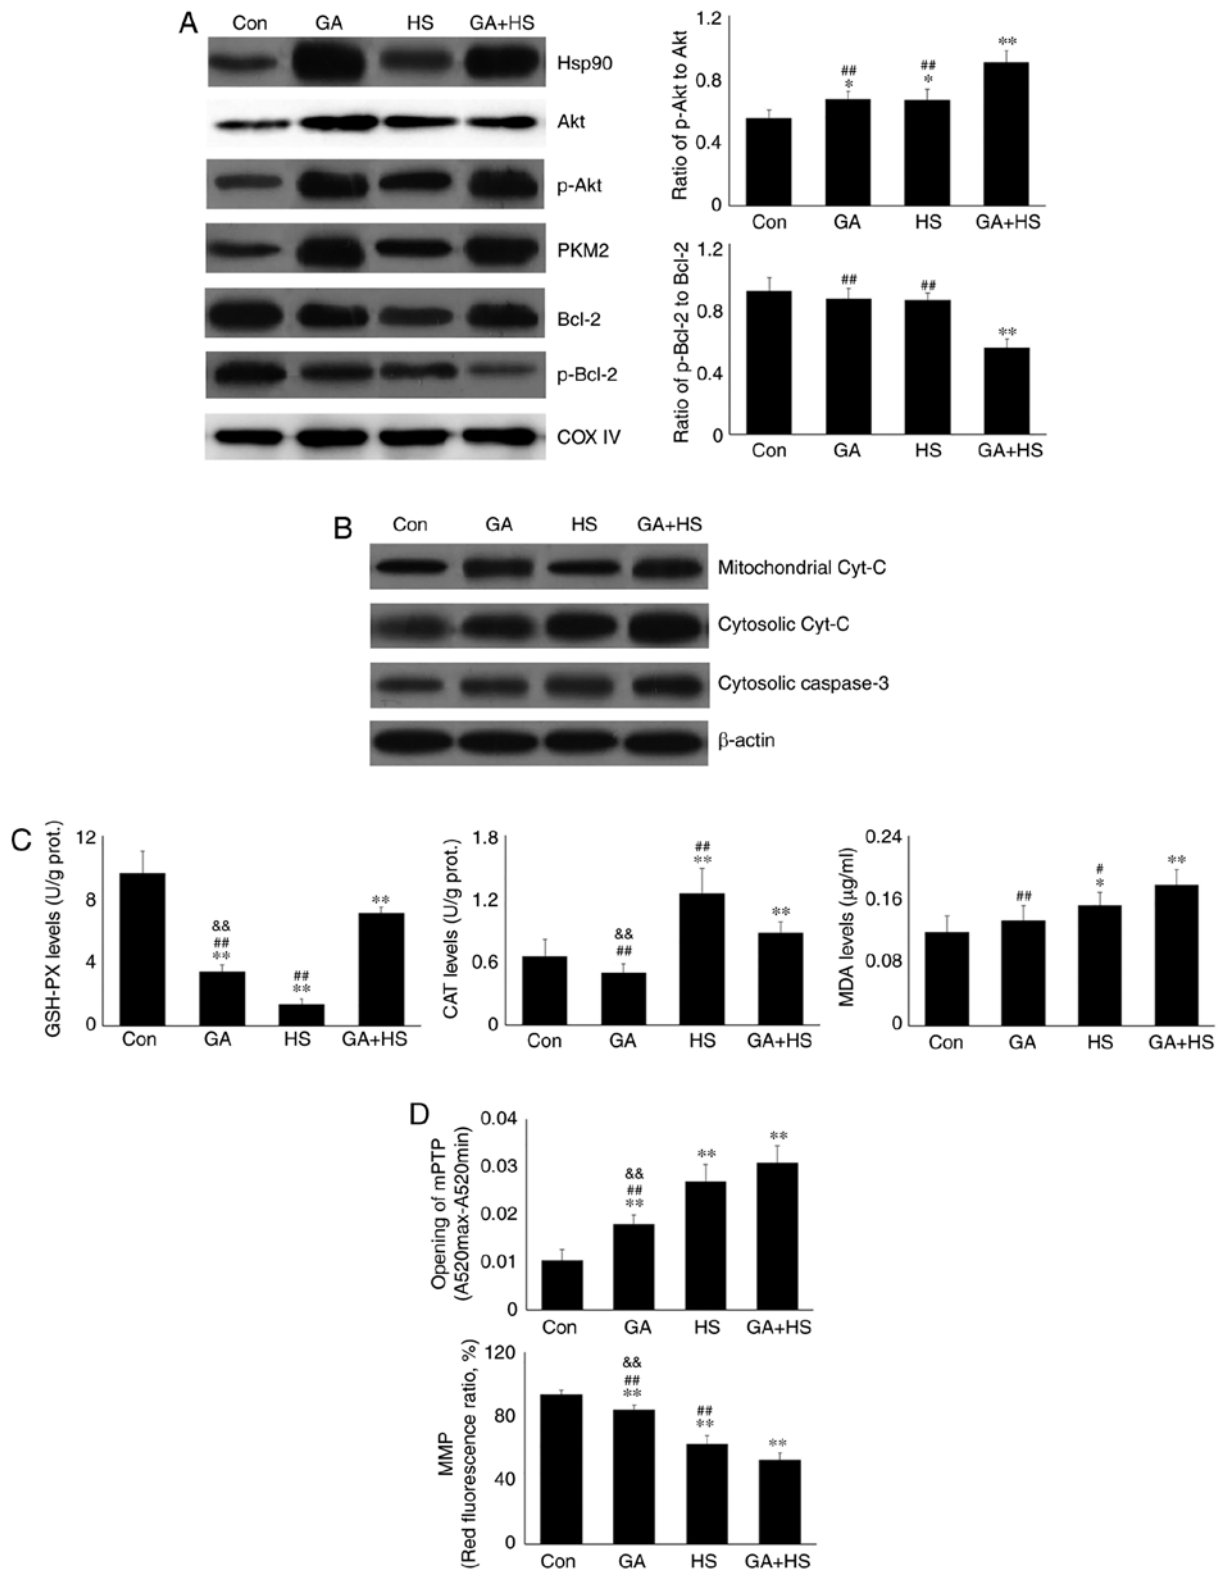 A
Con GA HS GA+HS
Hsp90
Akt
p-Akt
PKM2
Bcl-2
p-Bcl-2
COX IV
Ratio of p-Akt to Akt
1.2
0.8
0.4
0
##
*
##
*
**
Con GA HS GA+HS
Ratio of p-Bcl-2 to Bcl-2
1.2
0.8
0.4
0
##
##
**
Con GA HS GA+HS
B
Con GA HS GA+HS
Mitochondrial Cyt-C
Cytosolic Cyt-C
Cytosolic caspase-3
β-actin
C
GSH-PX levels (U/g prot.)
12
8
4
0
&&
##
**
##
**
**
Con GA HS GA+HS
CAT levels (U/g prot.)
1.8
1.2
0.6
0
&&
##
##
**
**
Con GA HS GA+HS
MDA levels (µg/ml)
0.24
0.16
0.08
0
##
#
*
**
Con GA HS GA+HS
D
Opening of mPTP
(A520max-A520min)
0.04
0.03
0.02
0.01
0
&&
##
**
**
**
Con GA HS GA+HS
MMP
(Red fluorescence ratio, %)
120
80
40
0
&&
##
**
##
**
**
Con GA HS GA+HS